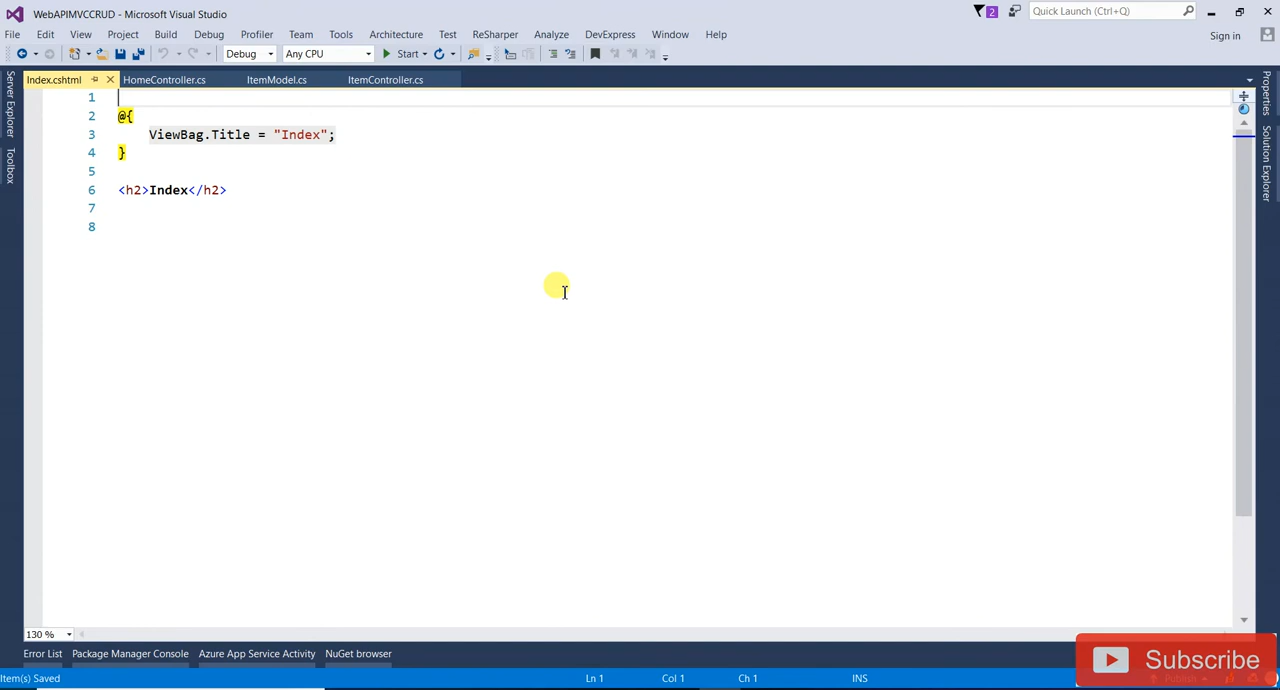 WebAPIMVCCRUD - Microsoft Visual Studio
2
Quick Launch (Ctrl+Q)
File Edit View Project Build Debug Team Tools Architecture Test ReSharper Analyze DevExpress Window Help
Profiler
Sign in
Debug Any CPU Start
Index.cshtml HomeController.cs ItemModel.cs ItemController.cs
Server Explorer
Toolbox
Properties
Solution Explorer
1
2 @{
3 ViewBag.Title = "Index";
4 }
5
6 <h2>Index</h2>
7
8
130 %
Error List Package Manager Console Azure App Service Activity NuGet browser
Subscribe
Item(s) Saved Ln 1 Col 1 Ch 1 INS Publish